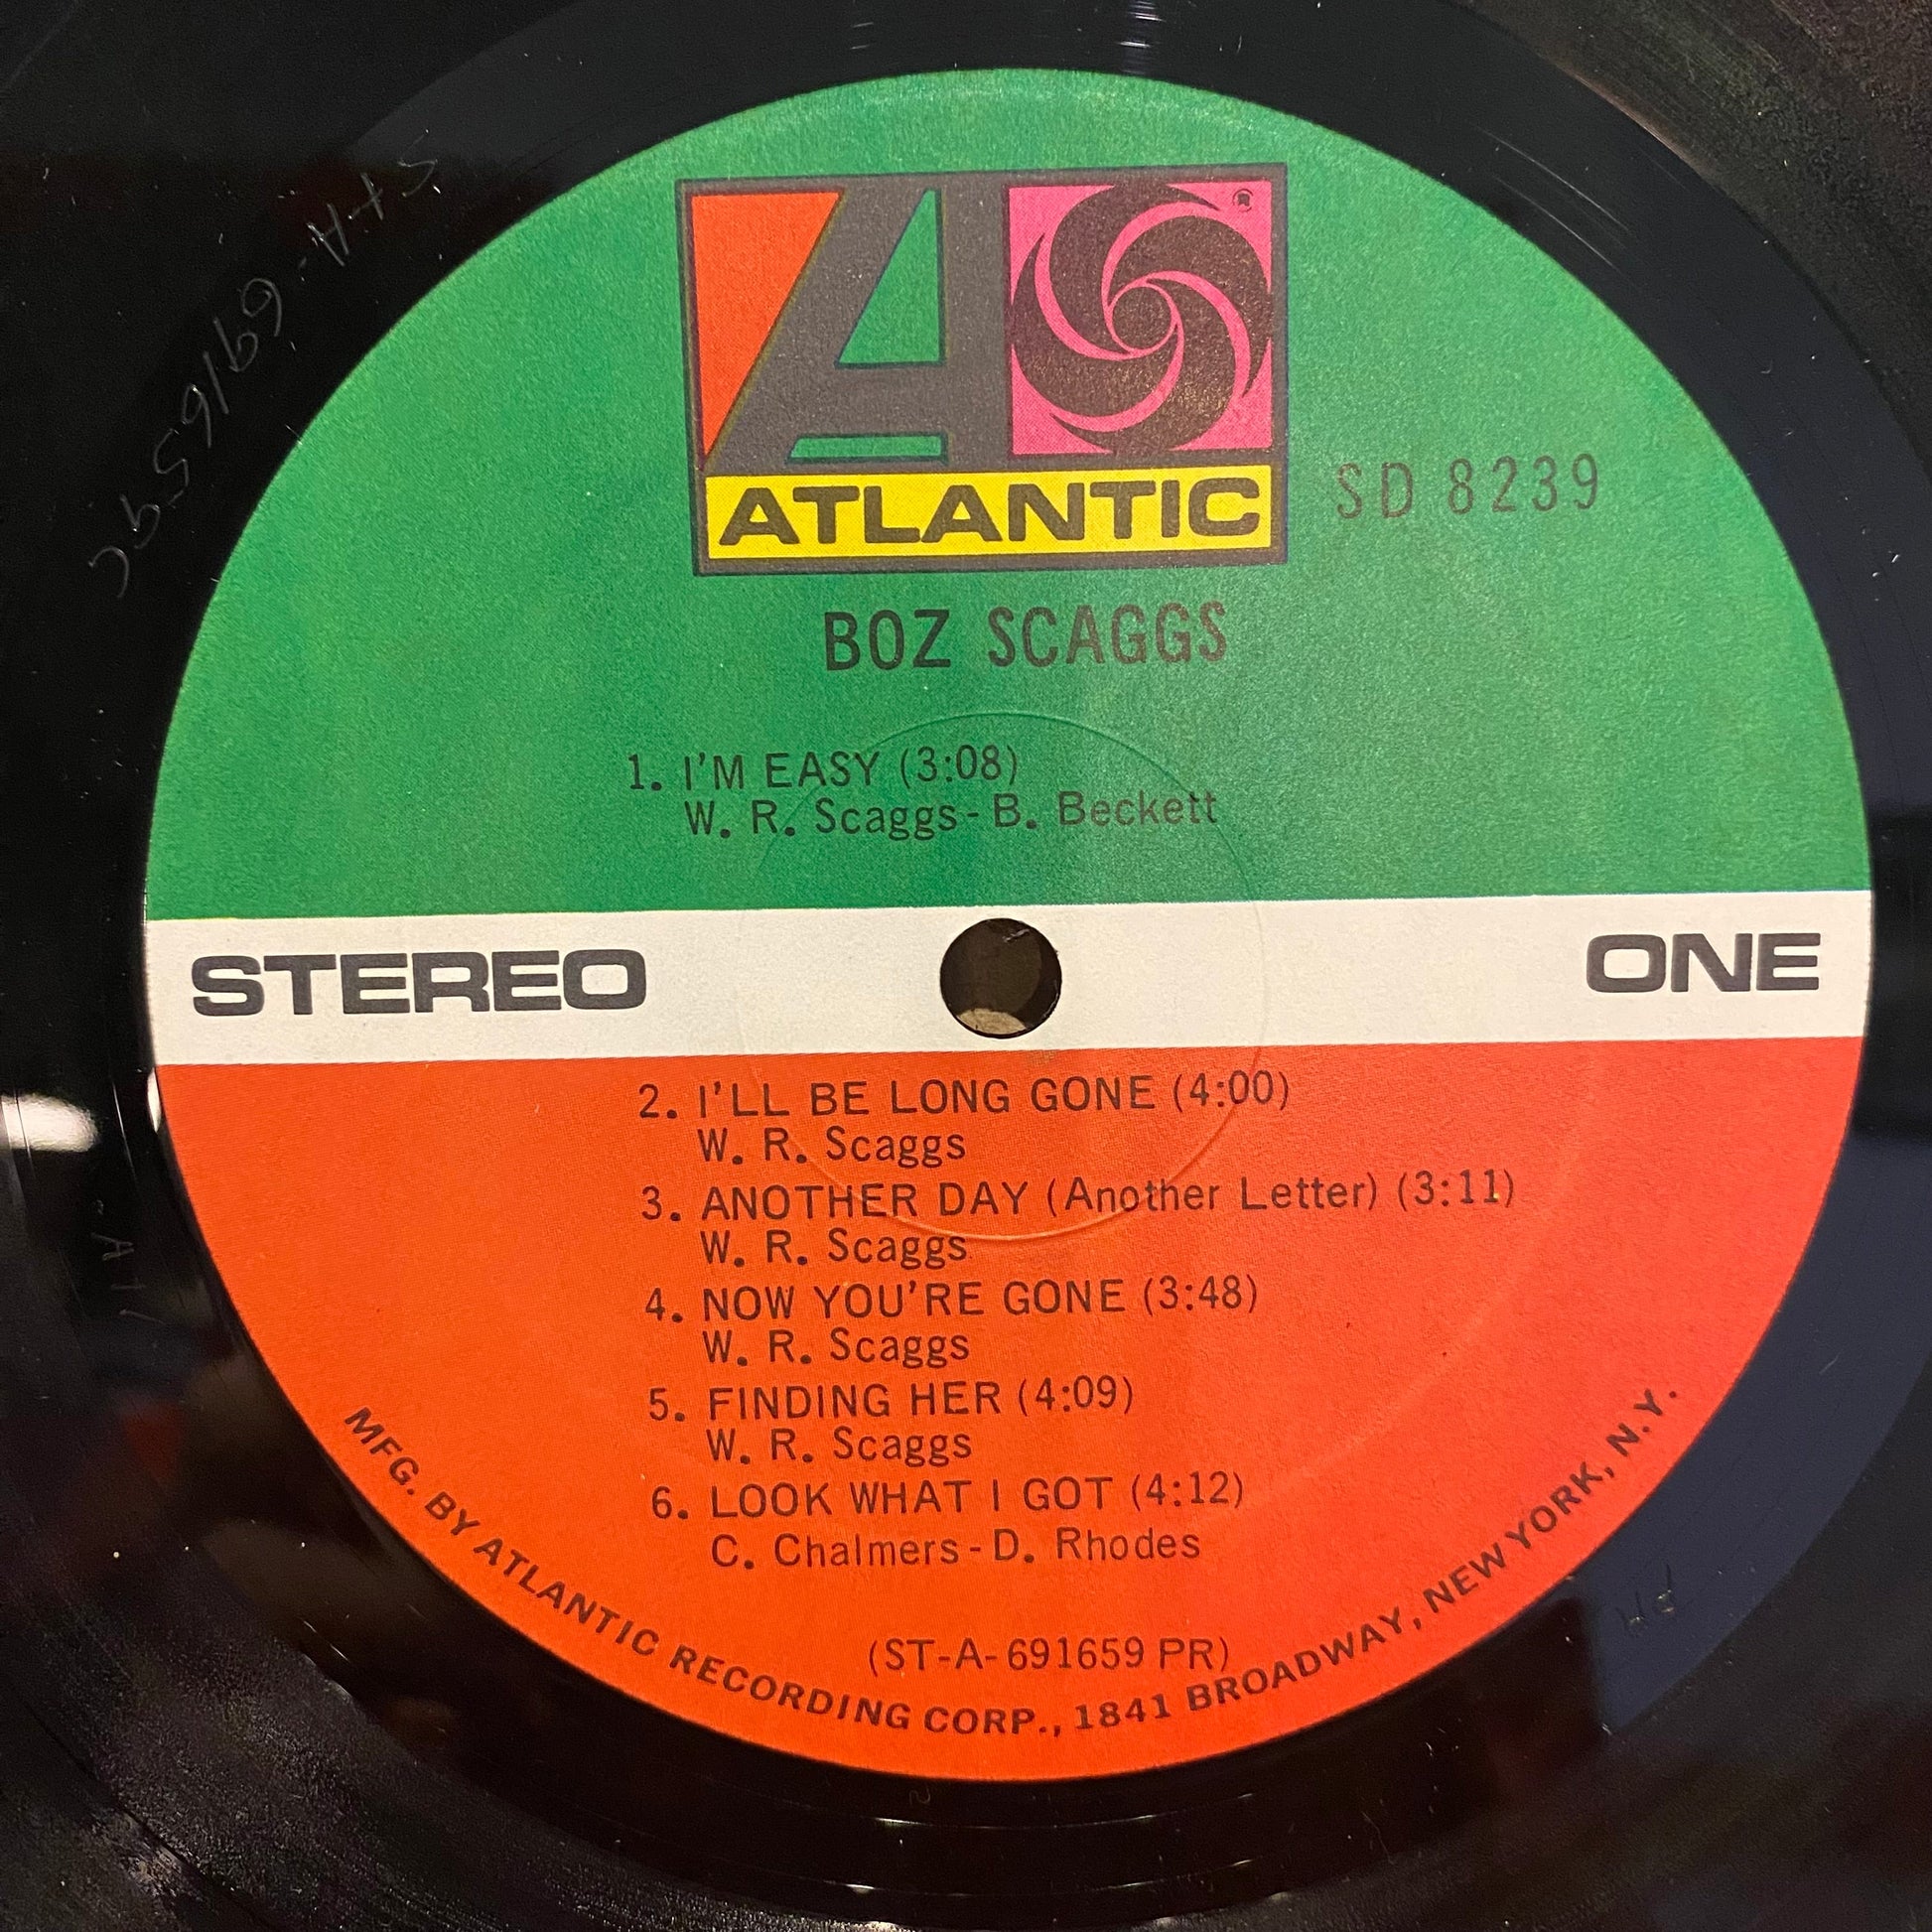 ATLANTIC
SD 8239
BOZ SCAGGS
1. I'M EASY (3:08)
W. R. Scaggs - B. Beckett
STEREO
ONE
2. I'LL BE LONG GONE (4:00)
W. R. Scaggs
3. ANOTHER DAY (Another Letter) (3:11)
W. R. Scaggs
4. NOW YOU'RE GONE (3:48)
W. R. Scaggs
5. FINDING HER (4:09)
W. R. Scaggs
6. LOOK WHAT I GOT (4:12)
C. Chalmers - D. Rhodes
(ST-A-691659 PR)
MFG. BY ATLANTIC RECORDING CORP., 1841 BROADWAY, NEW YORK, N.Y.
PR